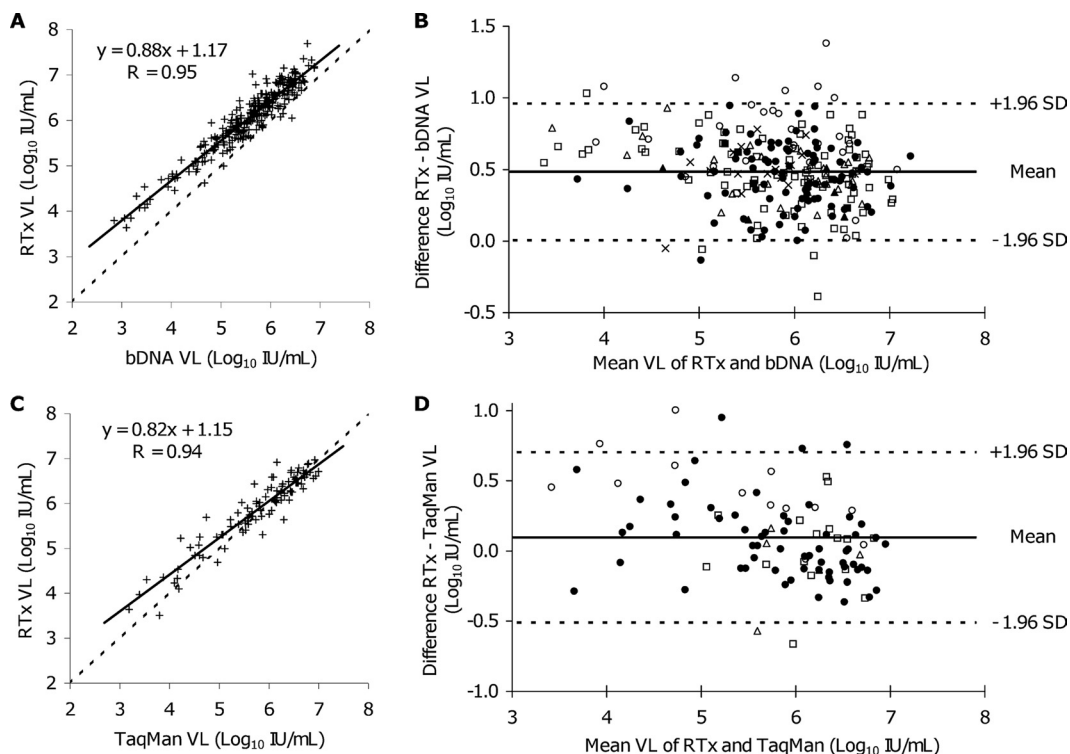 A
y = 0.88x + 1.17
R = 0.95
8
7
6
5
4
3
2
RTx VL (Log10 IU/mL)
2 3 4 5 6 7 8
bDNA VL (Log10 IU/mL)
B
1.5
1.0
0.5
0.0
-0.5
Difference RTx - bDNA VL
(Log10 IU/mL)
+1.96 SD
Mean
-1.96 SD
3 4 5 6 7 8
Mean VL of RTx and bDNA (Log10 IU/mL)
C
y = 0.82x + 1.15
R = 0.94
8
7
6
5
4
3
2
RTx VL (Log10 IU/mL)
2 3 4 5 6 7 8
TaqMan VL (Log10 IU/mL)
D
1.0
0.5
0.0
-0.5
-1.0
Difference RTx - TaqMan VL
(Log10 IU/mL)
+1.96 SD
Mean
-1.96 SD
3 4 5 6 7 8
Mean VL of RTx and TaqMan (Log10 IU/mL)